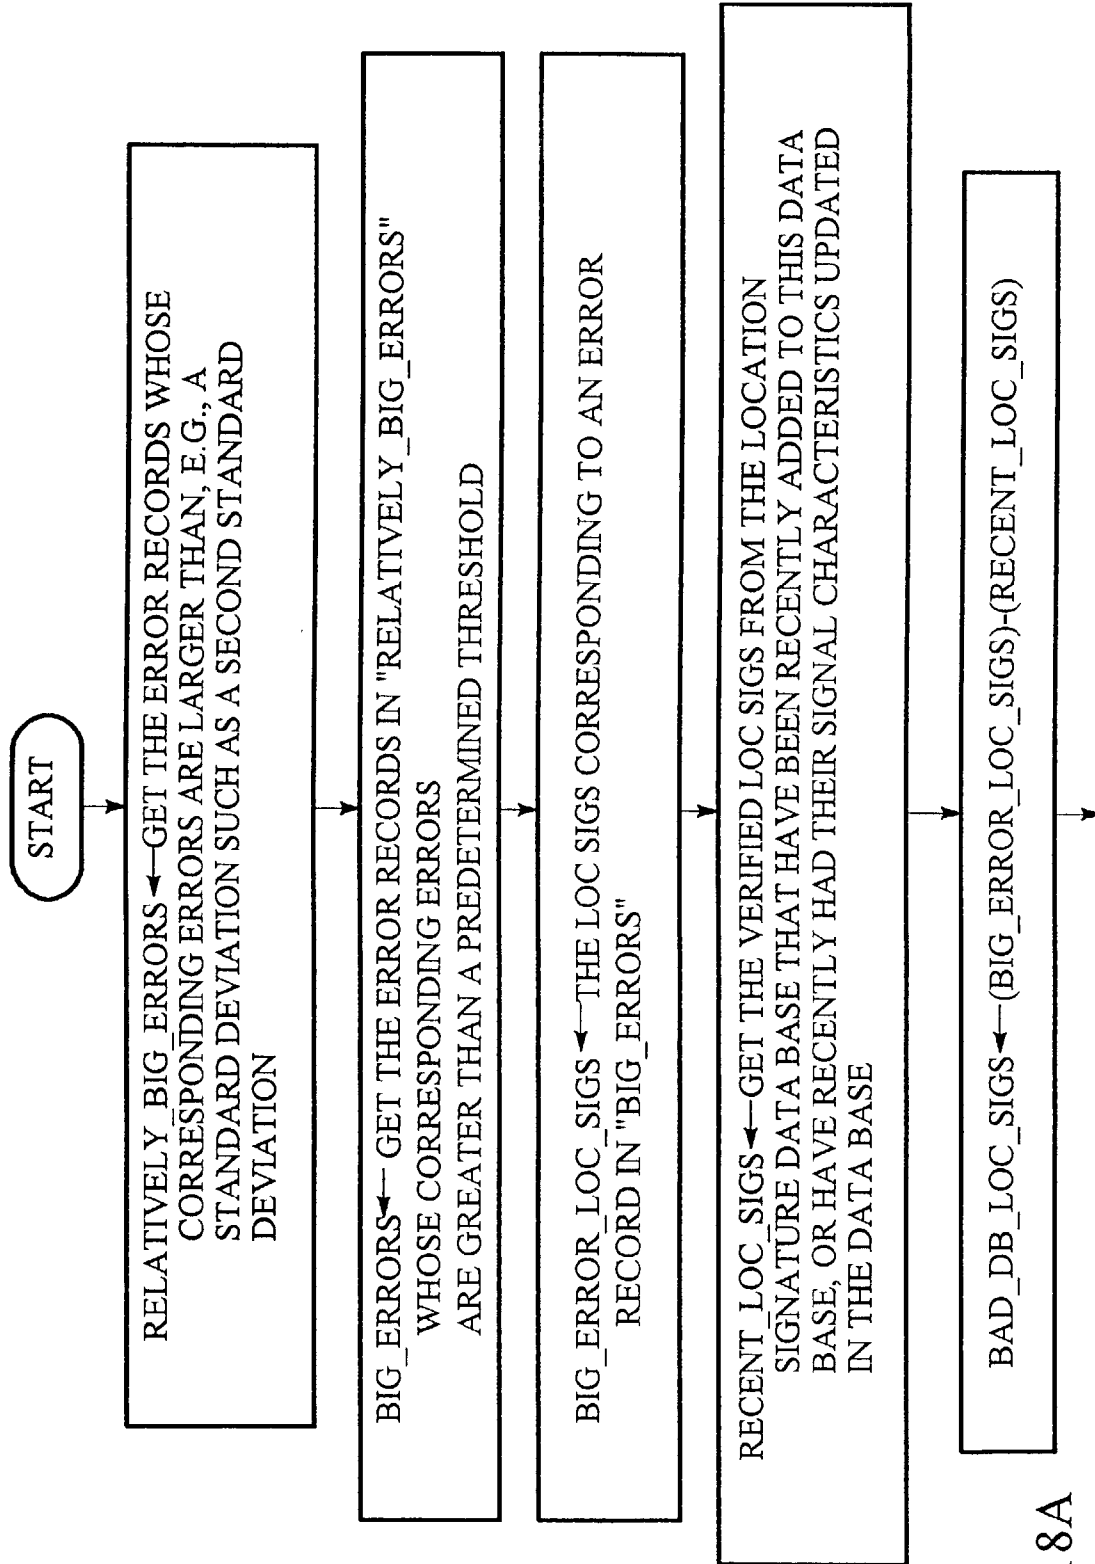 START
RELATIVELY_BIG_ERRORS←GET THE ERROR RECORDS WHOSE
CORRESPONDING ERRORS ARE LARGER THAN, E.G., A
STANDARD DEVIATION SUCH AS A SECOND STANDARD
DEVIATION
BIG_ERRORS← GET THE ERROR RECORDS IN "RELATIVELY_BIG_ERRORS"
WHOSE CORRESPONDING ERRORS
ARE GREATER THAN A PREDETERMINED THRESHOLD
BIG_ERROR_LOC_SIGS ←THE LOC SIGS CORRESPONDING TO AN ERROR
RECORD IN "BIG_ERRORS"
RECENT_LOC_SIGS←GET THE VERIFIED LOC SIGS FROM THE LOCATION
SIGNATURE DATA BASE THAT HAVE BEEN RECENTLY ADDED TO THIS DATA
BASE, OR HAVE RECENTLY HAD THEIR SIGNAL CHARACTERISTICS UPDATED
IN THE DATA BASE
BAD_DB_LOC_SIGS←(BIG_ERROR_LOC_SIGS)-(RECENT_LOC_SIGS)
8A